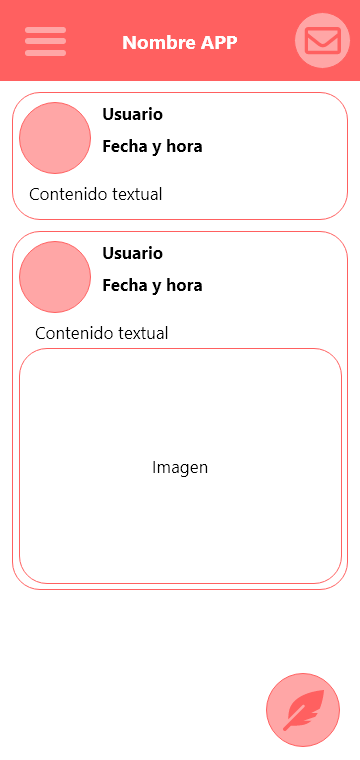 Nombre APP
Usuario
Fecha y hora
Contenido textual
Usuario
Fecha y hora
Contenido textual
Imagen